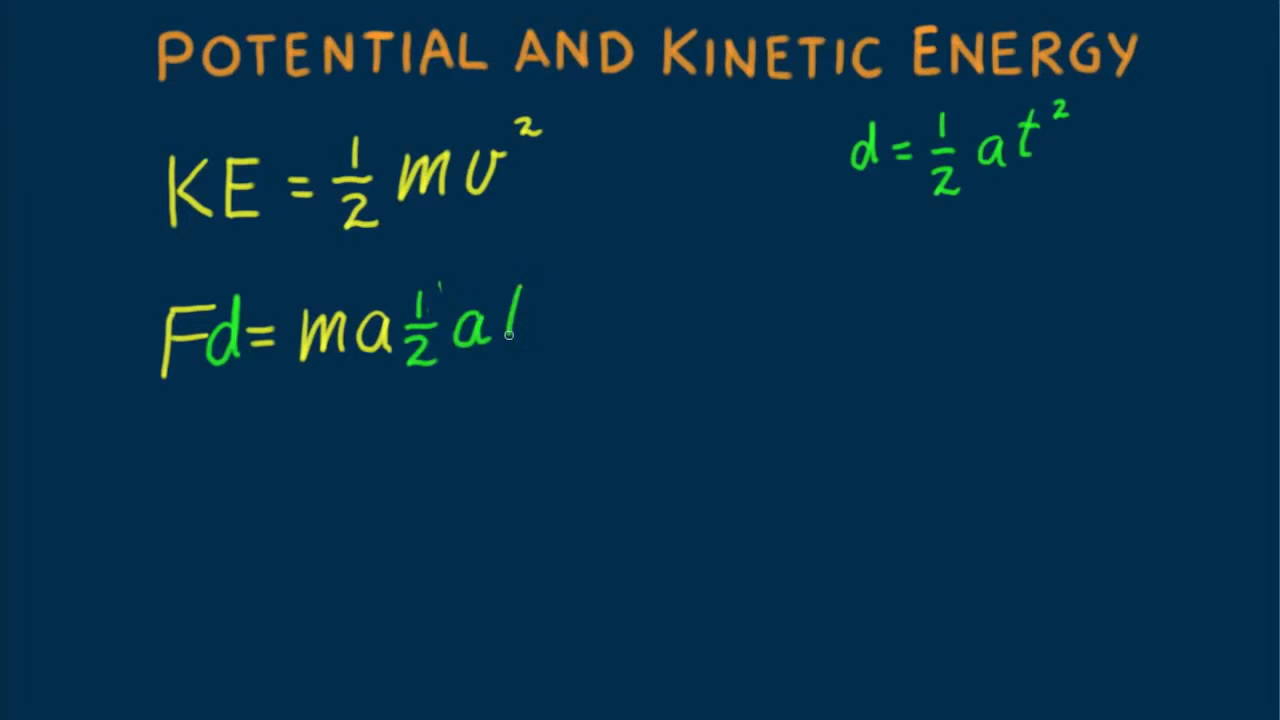 POTENTIAL AND KINETIC ENERGY
KE = 1/2 mv²
d = 1/2 at²
Fd = ma 1/2 a